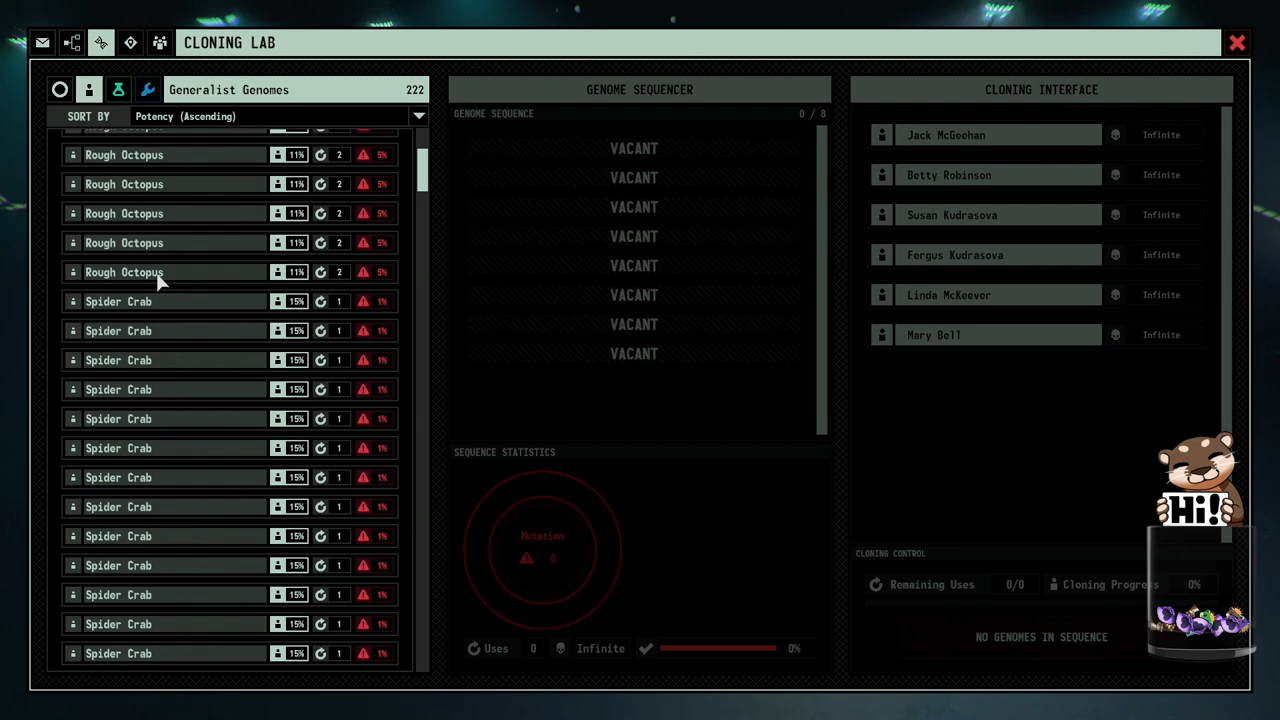 CLONING LAB
Generalist Genomes 222
SORT BY Potency (Ascending)
Rough Octopus 11% 2 5%
Rough Octopus 11% 2 5%
Rough Octopus 11% 2 5%
Rough Octopus 11% 2 5%
Rough Octopus 11% 2 5%
Spider Crab 15% 1 1%
Spider Crab 15% 1 1%
Spider Crab 15% 1 1%
Spider Crab 15% 1 1%
Spider Crab 15% 1 1%
Spider Crab 15% 1 1%
Spider Crab 15% 1 1%
Spider Crab 15% 1 1%
Spider Crab 15% 1 1%
Spider Crab 15% 1 1%
Spider Crab 15% 1 1%
Spider Crab 15% 1 1%
Spider Crab 15% 1 1%
GENOME SEQUENCER
GENOME SEQUENCE 0 / 8
VACANT
VACANT
VACANT
VACANT
VACANT
VACANT
VACANT
VACANT
SEQUENCE STATISTICS
Mutation
0
Uses 0 Infinite 0%
CLONING INTERFACE
Jack McGeehan Infinite
Betty Robinson Infinite
Susan Kudrasova Infinite
Fergus Kudrasova Infinite
Linda McKeever Infinite
Mary Bell Infinite
Hi!
CLONING CONTROL
Remaining Uses 0/0 Cloning Progress 0%
NO GENOMES IN SEQUENCE